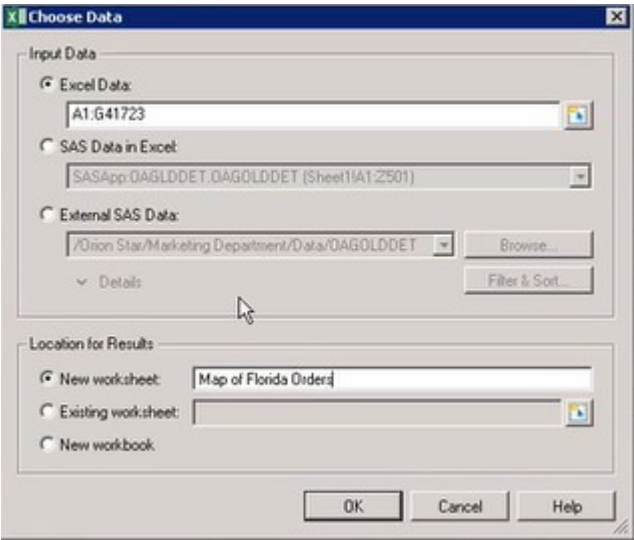 Choose Data
Input Data
Excel Data:
A1:G41723
SAS Data in Excel:
SASApp:OAGLDDET.OAGOLDDET (Sheet1!A1:Z501)
External SAS Data:
/Orion Star/Marketing Department/Data/OAGOLDDET Browse...
Details Filter & Sort...
Location for Results
New worksheet: Map of Florida Orders
Existing worksheet:
New workbook
OK Cancel Help